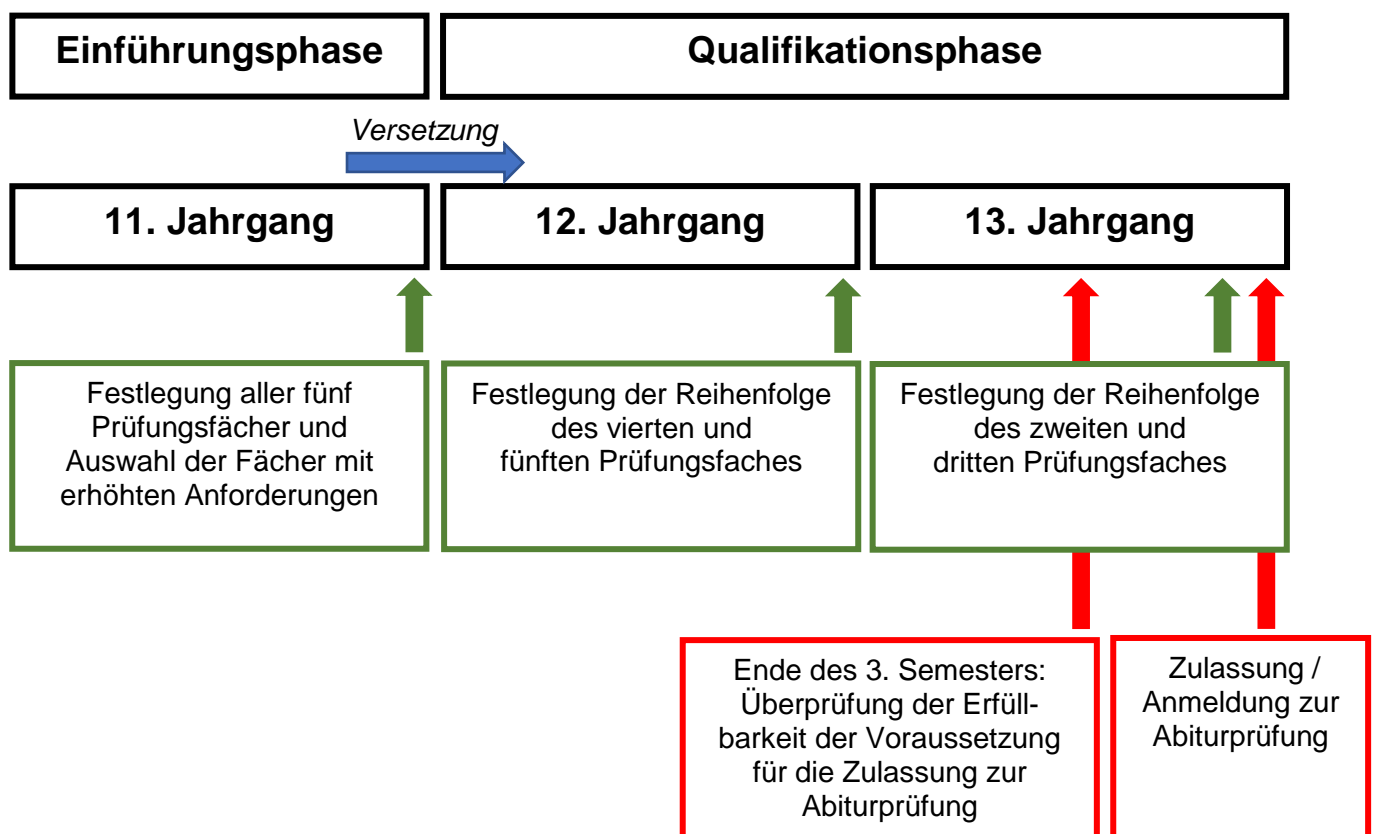 Einführungsphase
Qualifikationsphase
Versetzung
11. Jahrgang
12. Jahrgang
13. Jahrgang
Festlegung aller fünf
Prüfungsfächer und
Auswahl der Fächer mit
erhöhten Anforderungen
Festlegung der Reihenfolge
des vierten und
fünften Prüfungsfaches
Festlegung der Reihenfolge
des zweiten und
dritten Prüfungsfaches
Ende des 3. Semesters:
Überprüfung der Erfüll-
barkeit der Voraussetzung
für die Zulassung zur
Abiturprüfung
Zulassung /
Anmeldung zur
Abiturprüfung